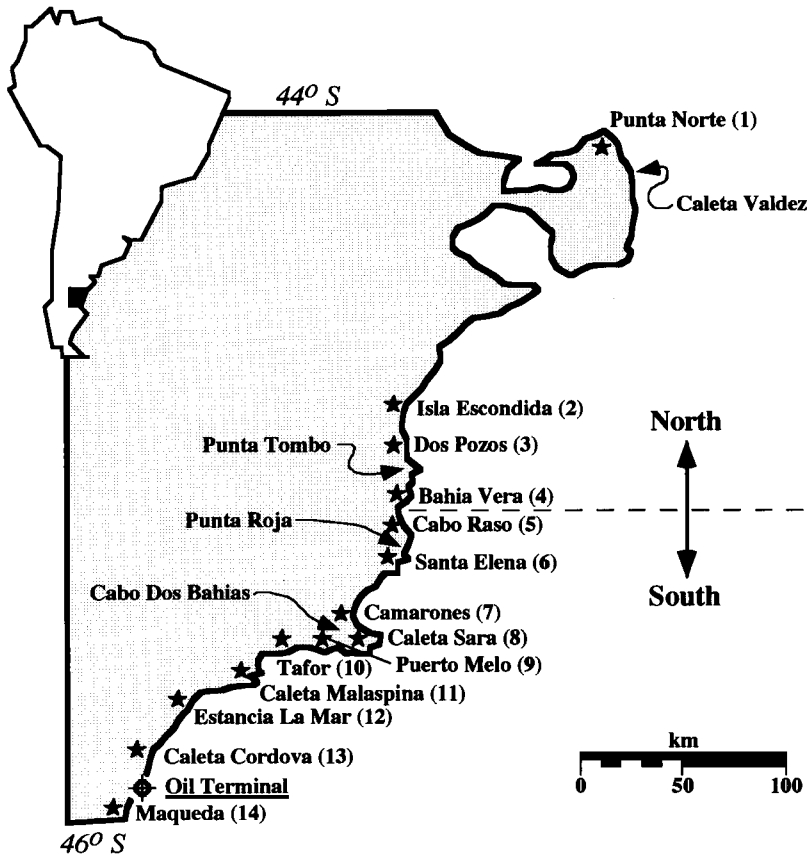 44° S
Punta Norte (1)
Caleta Valdez
Isla Escondida (2)
North
Punta Tombo
Dos Pozos (3)
Bahia Vera (4)
Punta Roja
Cabo Raso (5)
Santa Elena (6)
South
Cabo Dos Bahias
Camarones (7)
Caleta Sara (8)
Tafor (10)
Puerto Melo (9)
Caleta Malaspina (11)
Estancia La Mar (12)
km
Caleta Cordova (13)
Oil Terminal
0 50 100
Maqueda (14)
46° S